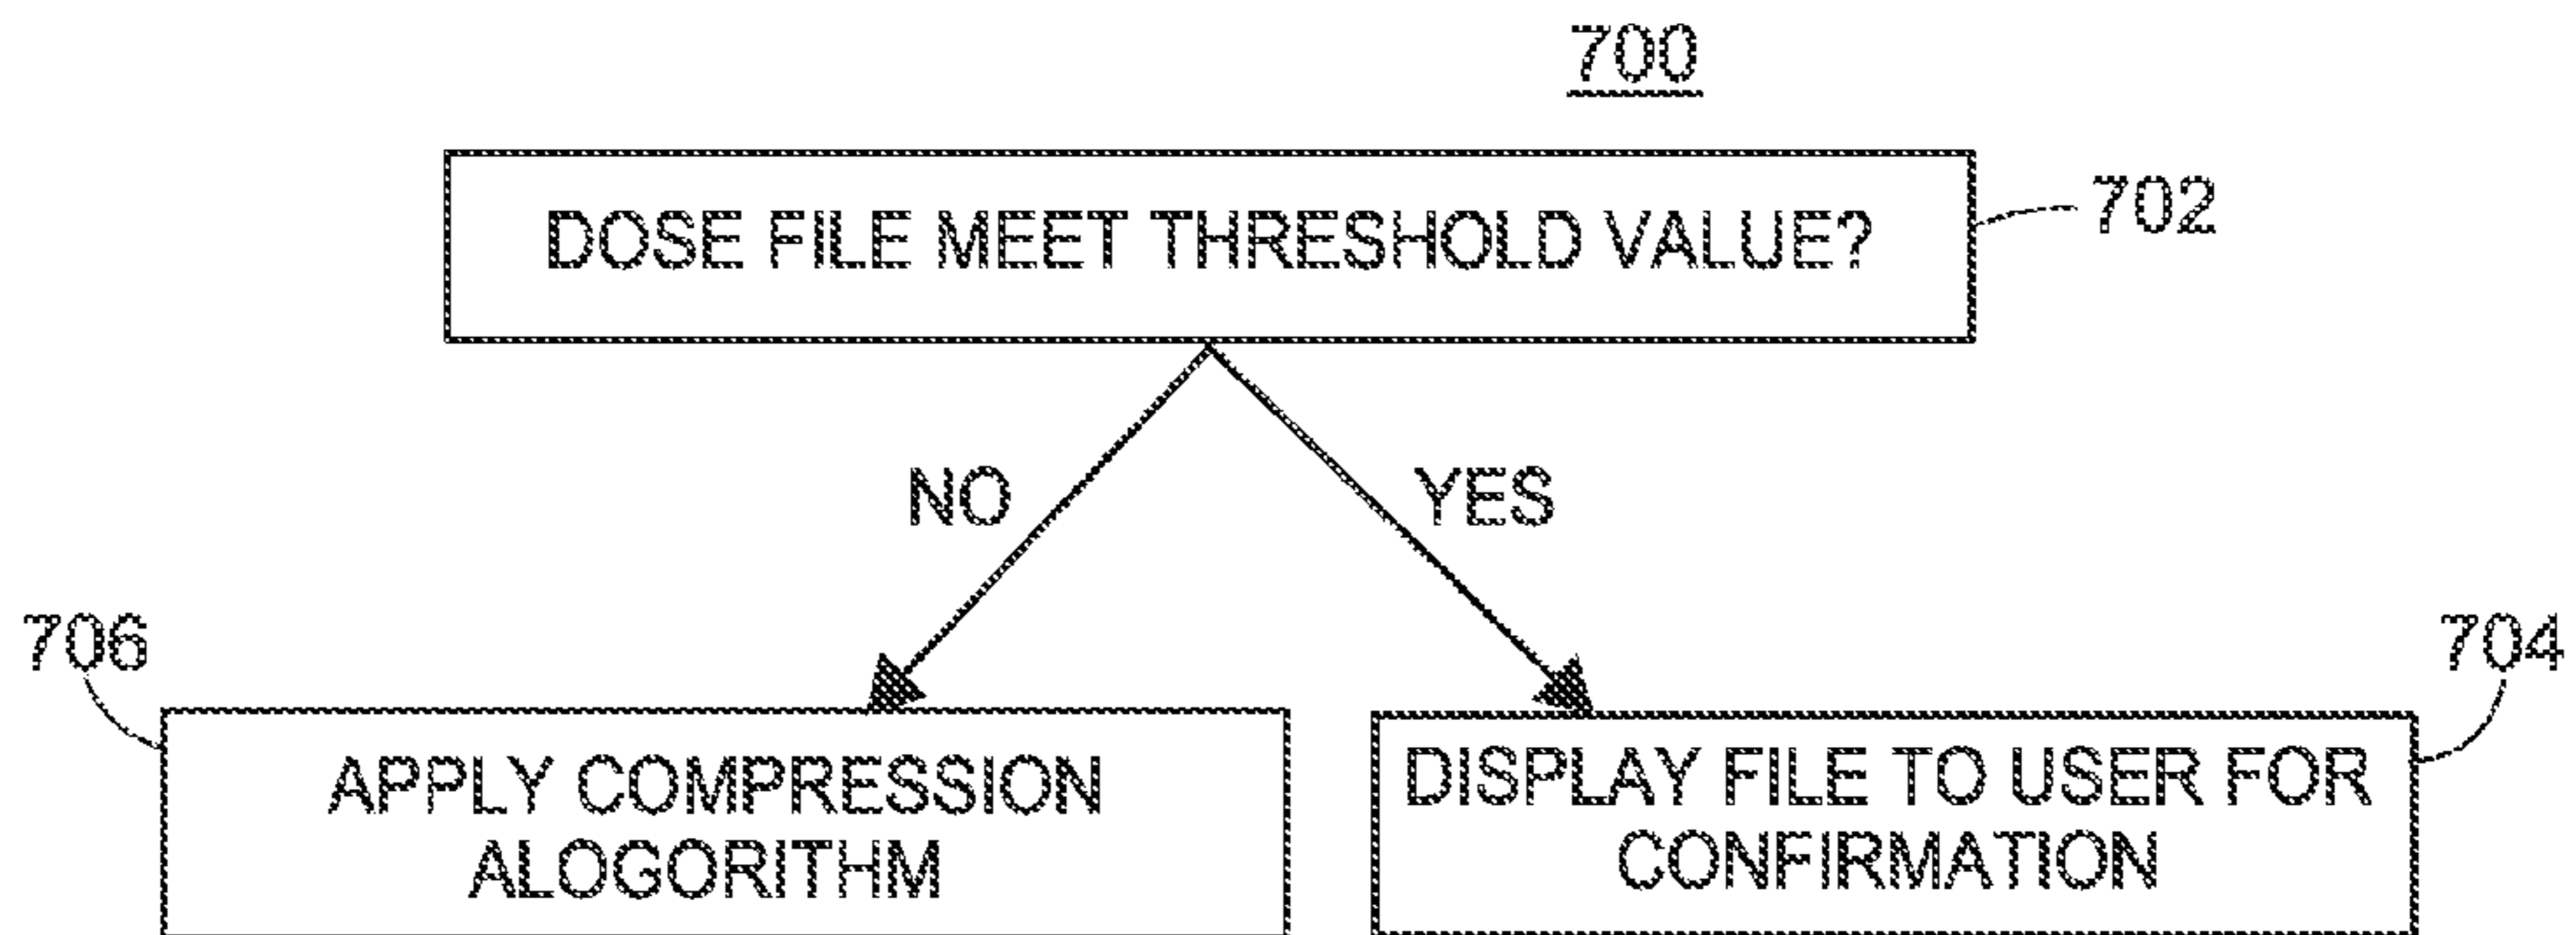 700
DOSE FILE MEET THRESHOLD VALUE?
702
NO
YES
706
704
APPLY COMPRESSION
ALOGORITHM
DISPLAY FILE TO USER FOR
CONFIRMATION